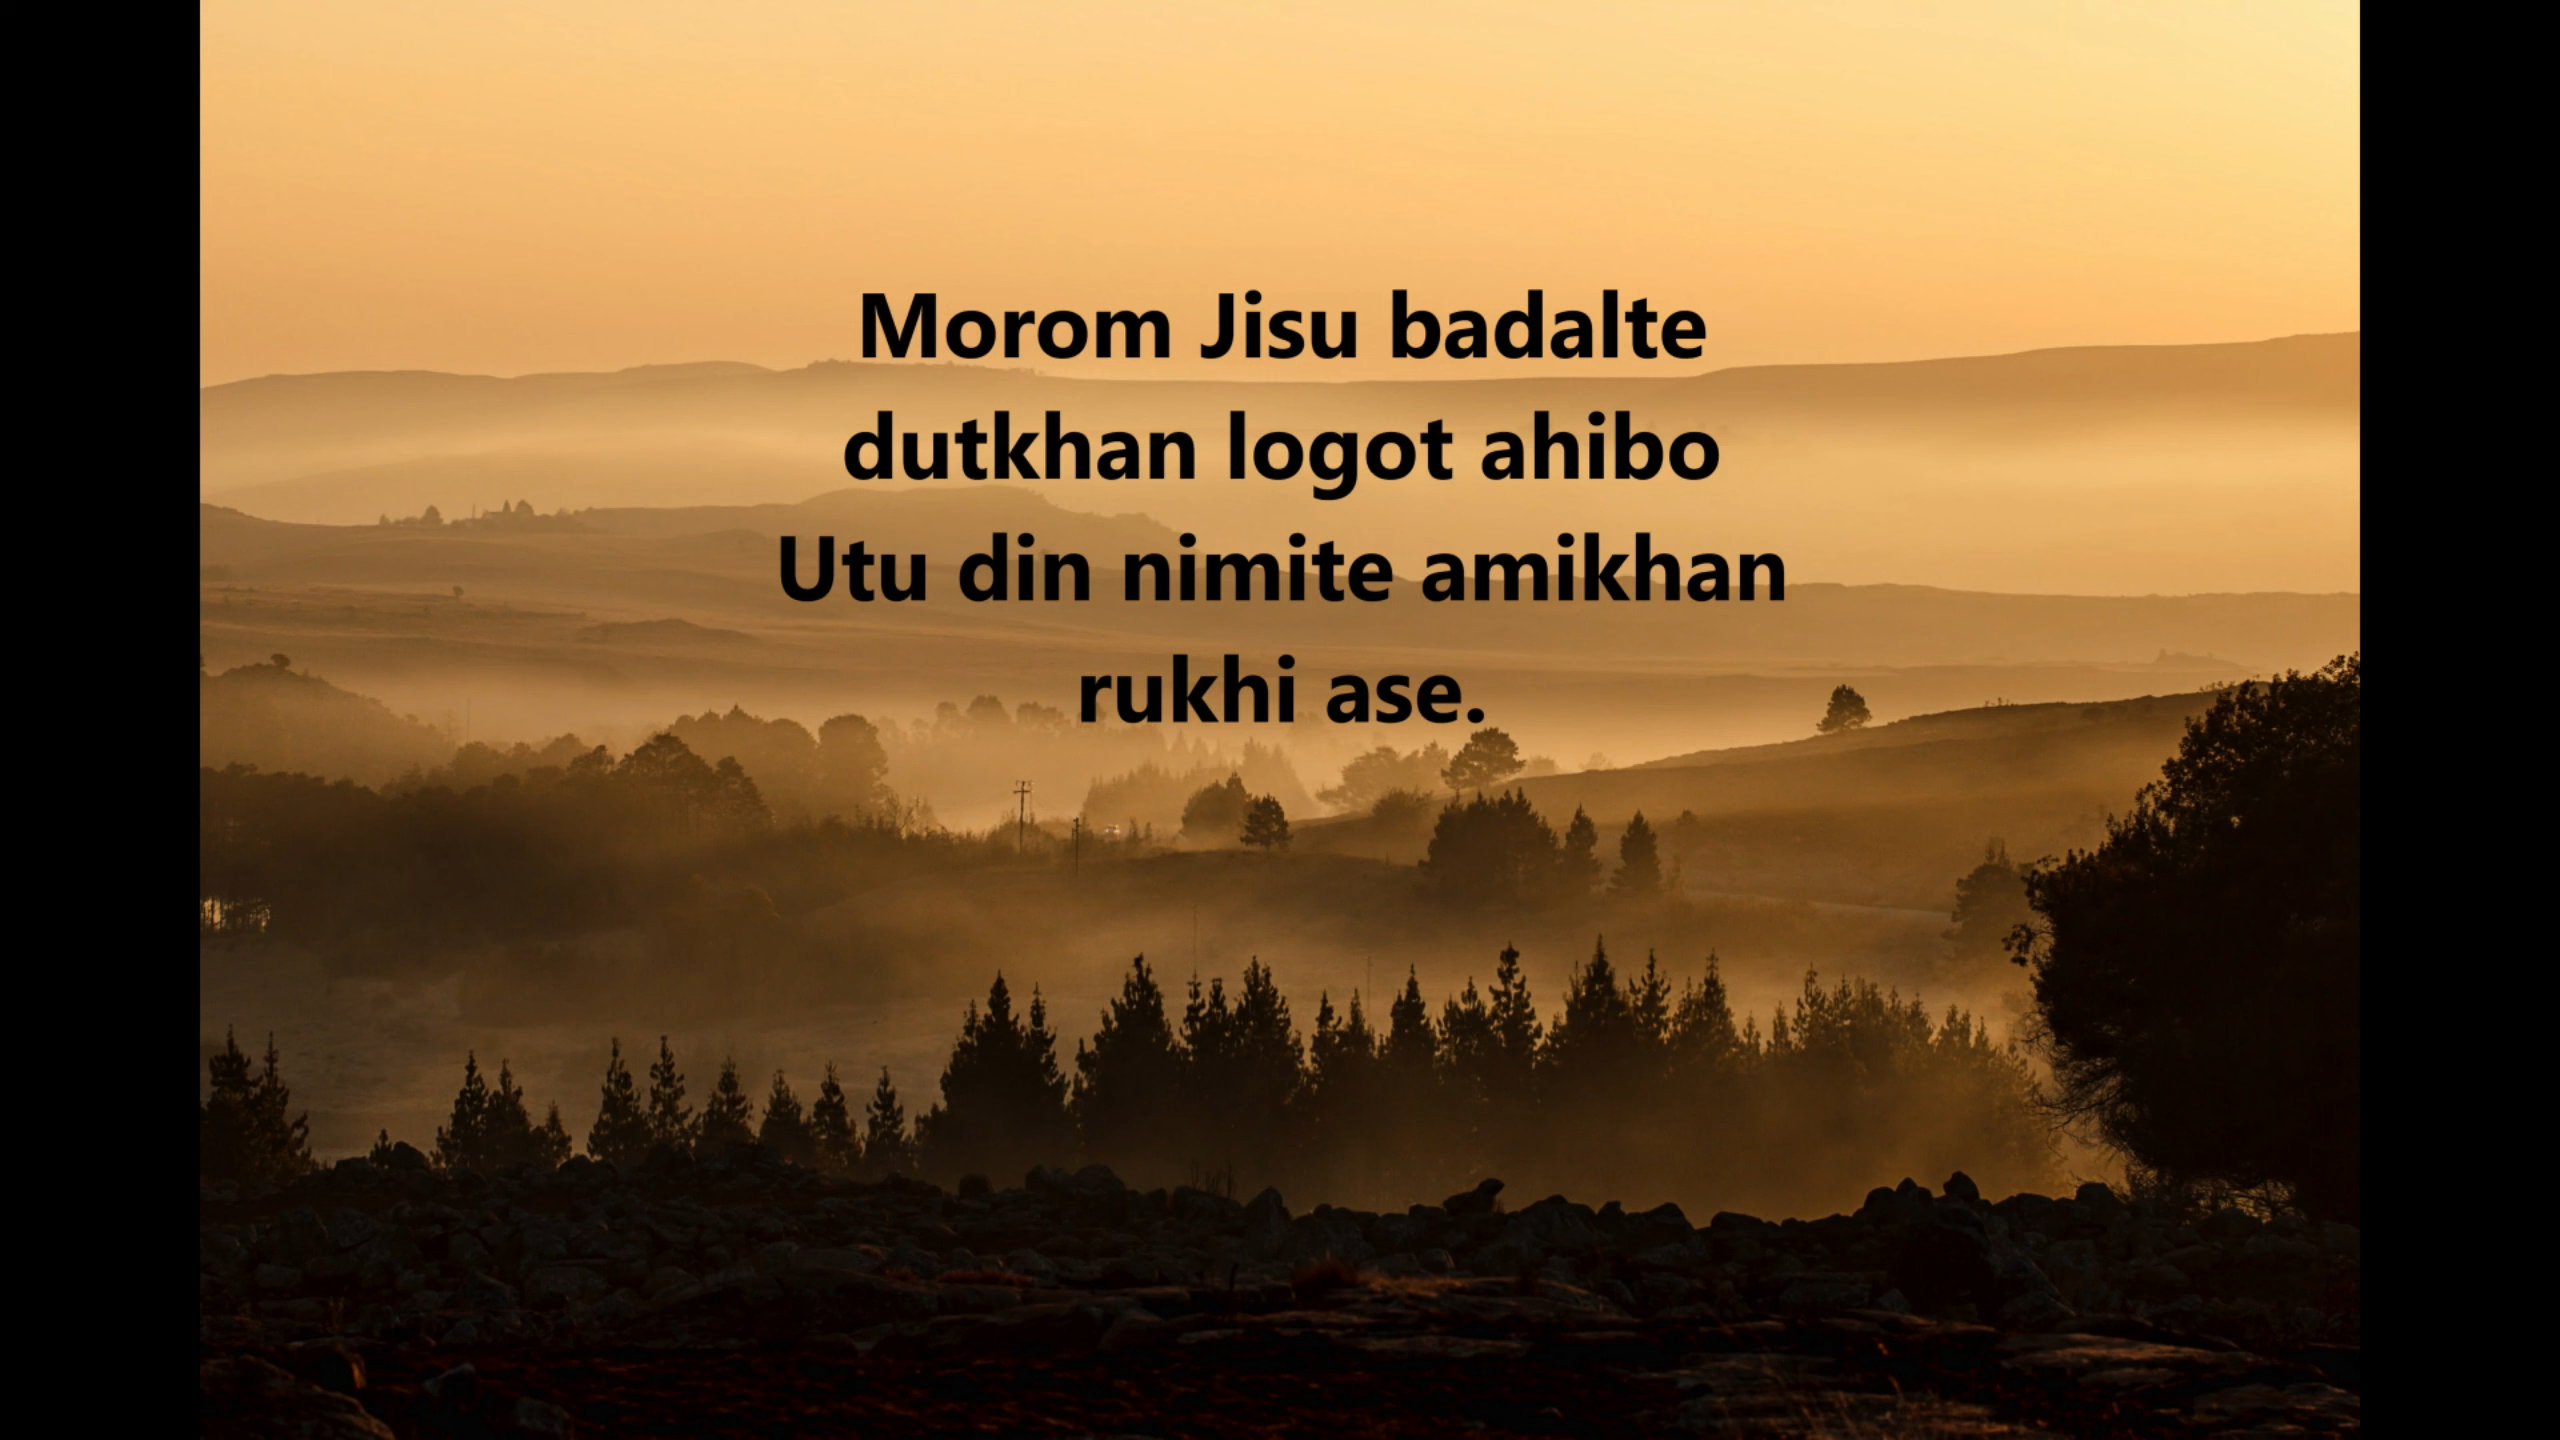 Morom Jisu badalte
dutkhan logot ahibo
Utu din nimite amikhan
rukhi ase.